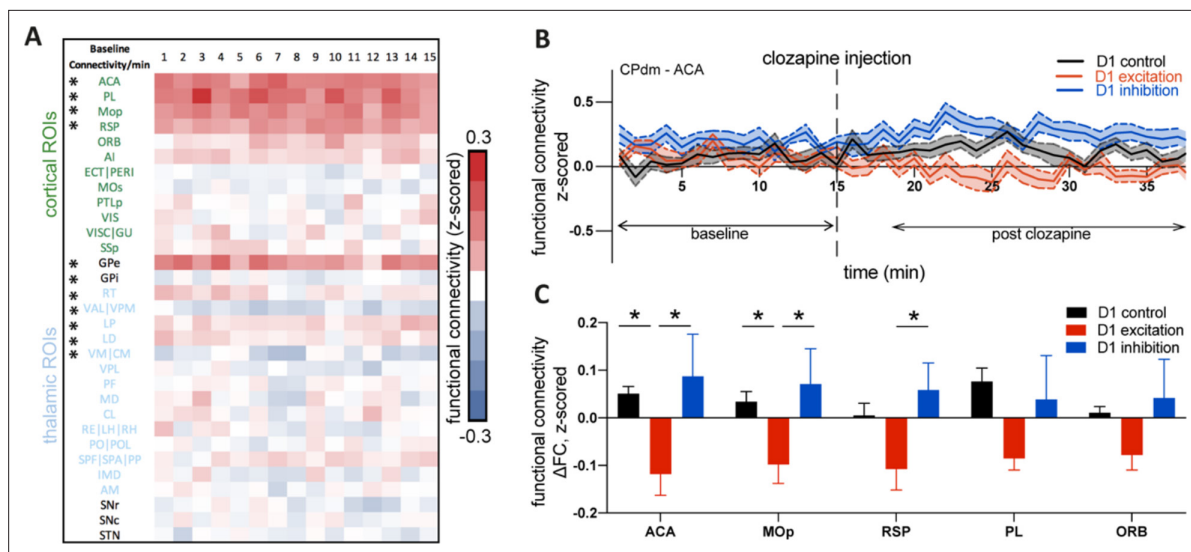 A
Baseline
Connectivity/min
1 2 3 4 5 6 7 8 9 10 11 12 13 14 15
* ACA
* PL
* Mop
* RSP
ORB
AI
ECT|PERI
MOs
PTLp
VIS
VISC|GU
SSp
* GPe
* GPi
* RT
* VAL|VPM
* LP
* LD
* VM|CM
VPL
PF
MD
CL
RE|LH|RH
PO|POL
SPF|SPA|PP
IMD
AM
SNr
SNc
STN
cortical ROIs
thalamic ROIs
0.3
functional connectivity (z-scored)
-0.3
B
clozapine injection
CPdm - ACA
D1 control
D1 excitation
D1 inhibition
functional connectivity
z-scored
0.5
0.0
-0.5
5 10 15 20 25 30 35
baseline
post clozapine
time (min)
C
D1 control
D1 excitation
D1 inhibition
* * * * *
functional connectivity
ΔFC, z-scored
0.2
0.1
0.0
-0.1
-0.2
ACA MOp RSP PL ORB